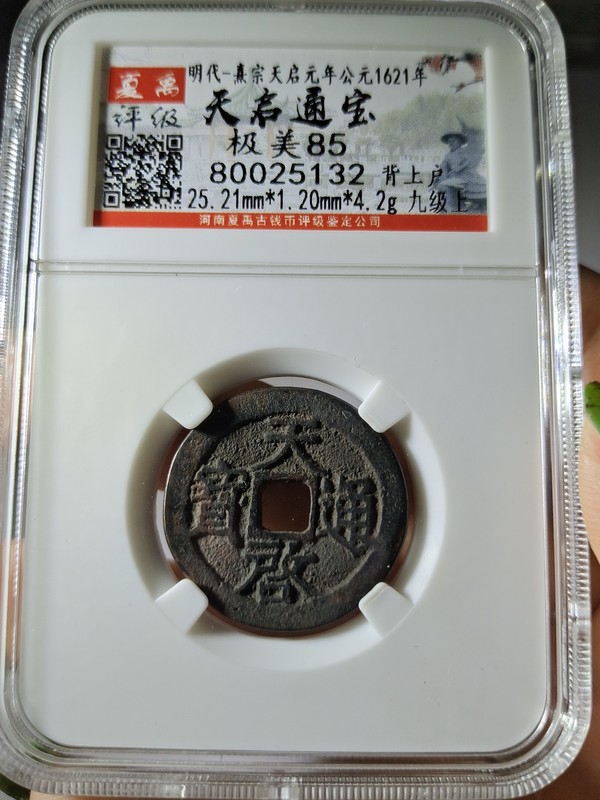 夏禹
评级
明代-熹宗天启元年公元1621年
天启通宝
极美85
80025132 背上户
25.21mm*1.20mm*4.2g 九级上
河南夏禹古钱币评级鉴定公司
天啟通寶